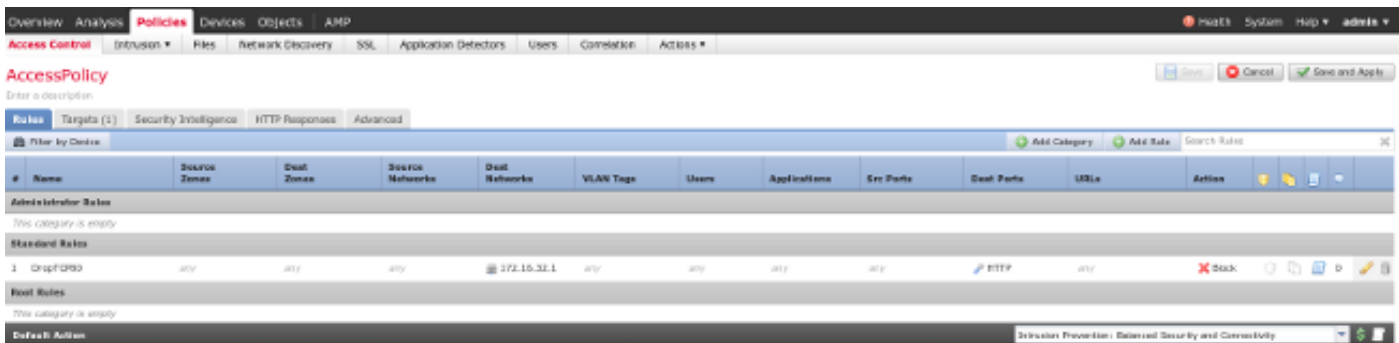 Overview Analysis Policies Devices Objects AMP Health System Help ▾ admin ▾
Access Control Intrusion ▾ Files Network Discovery SSL Application Detectors Users Correlation Actions ▾
AccessPolicy Save Cancel Save and Apply
Enter a description
Rules Targets (1) Security Intelligence HTTP Responses Advanced
Filter by Device Add Category Add Rule Search Rules
# Name Source Zones Dest Zones Source Networks Dest Networks VLAN Tags Users Applications Src Ports Dest Ports URLs Action
Administrator Rules
This category is empty
Standard Rules
1 DropTCP80 any any any 172.16.32.1 any any any any HTTP any Block 0
Root Rules
This category is empty
Default Action Intrusion Prevention: Balanced Security and Connectivity